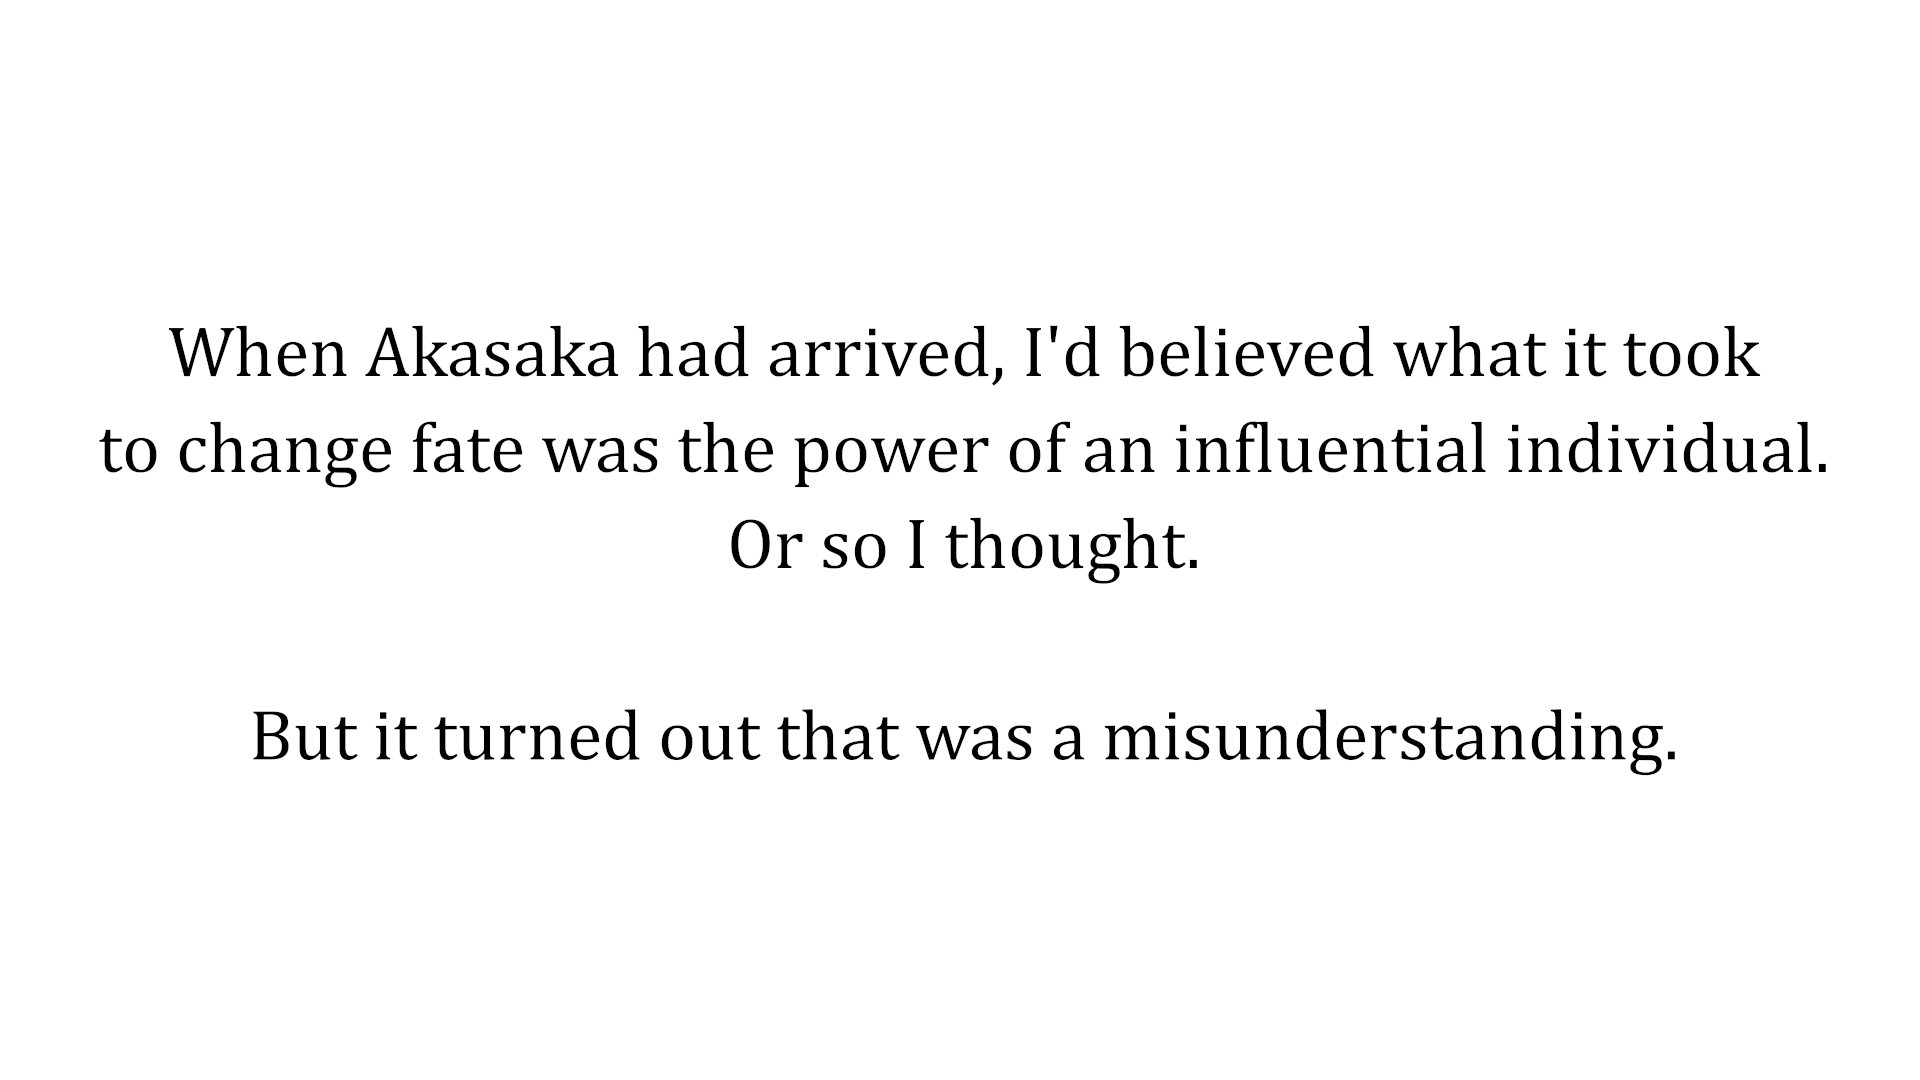 When Akasaka had arrived, I'd believed what it took
to change fate was the power of an influential individual.
Or so I thought.
But it turned out that was a misunderstanding.